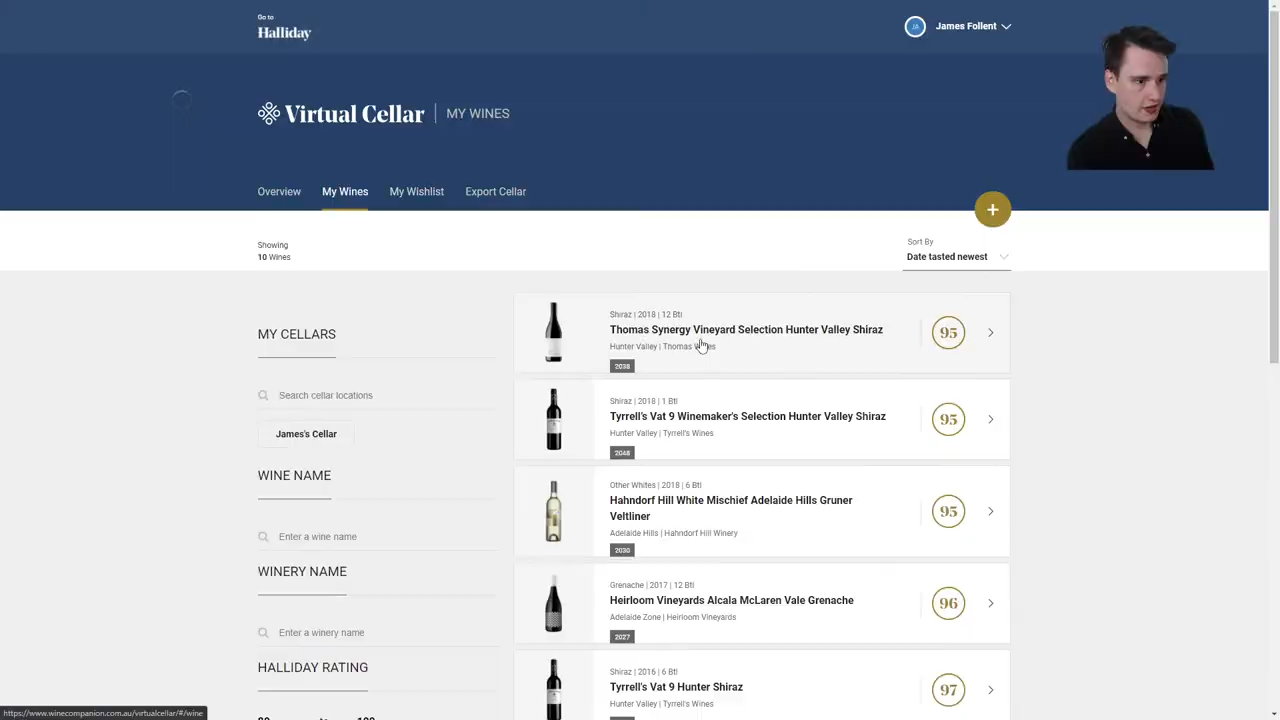 Go to
Halliday
JA
James Follent
Virtual Cellar
MY WINES
Overview
My Wines
My Wishlist
Export Cellar
+
Showing
10 Wines
Sort By
Date tasted newest
MY CELLARS
Search cellar locations
James's Cellar
WINE NAME
Enter a wine name
WINERY NAME
Enter a winery name
HALLIDAY RATING
Shiraz | 2018 | 12 Btl
Thomas Synergy Vineyard Selection Hunter Valley Shiraz
Hunter Valley | Thomas Wines
2038
95
Shiraz | 2018 | 1 Btl
Tyrrell's Vat 9 Winemaker's Selection Hunter Valley Shiraz
Hunter Valley | Tyrrell's Wines
2048
95
Other Whites | 2018 | 6 Btl
Hahndorf Hill White Mischief Adelaide Hills Gruner
Veltliner
Adelaide Hills | Hahndorf Hill Winery
2030
95
Grenache | 2017 | 12 Btl
Heirloom Vineyards Alcala McLaren Vale Grenache
Adelaide Zone | Heirloom Vineyards
2027
96
Shiraz | 2016 | 6 Btl
Tyrrell's Vat 9 Hunter Shiraz
Hunter Valley | Tyrrell's Wines
97
https://www.winecompanion.com.au/virtualcellar/#/wine